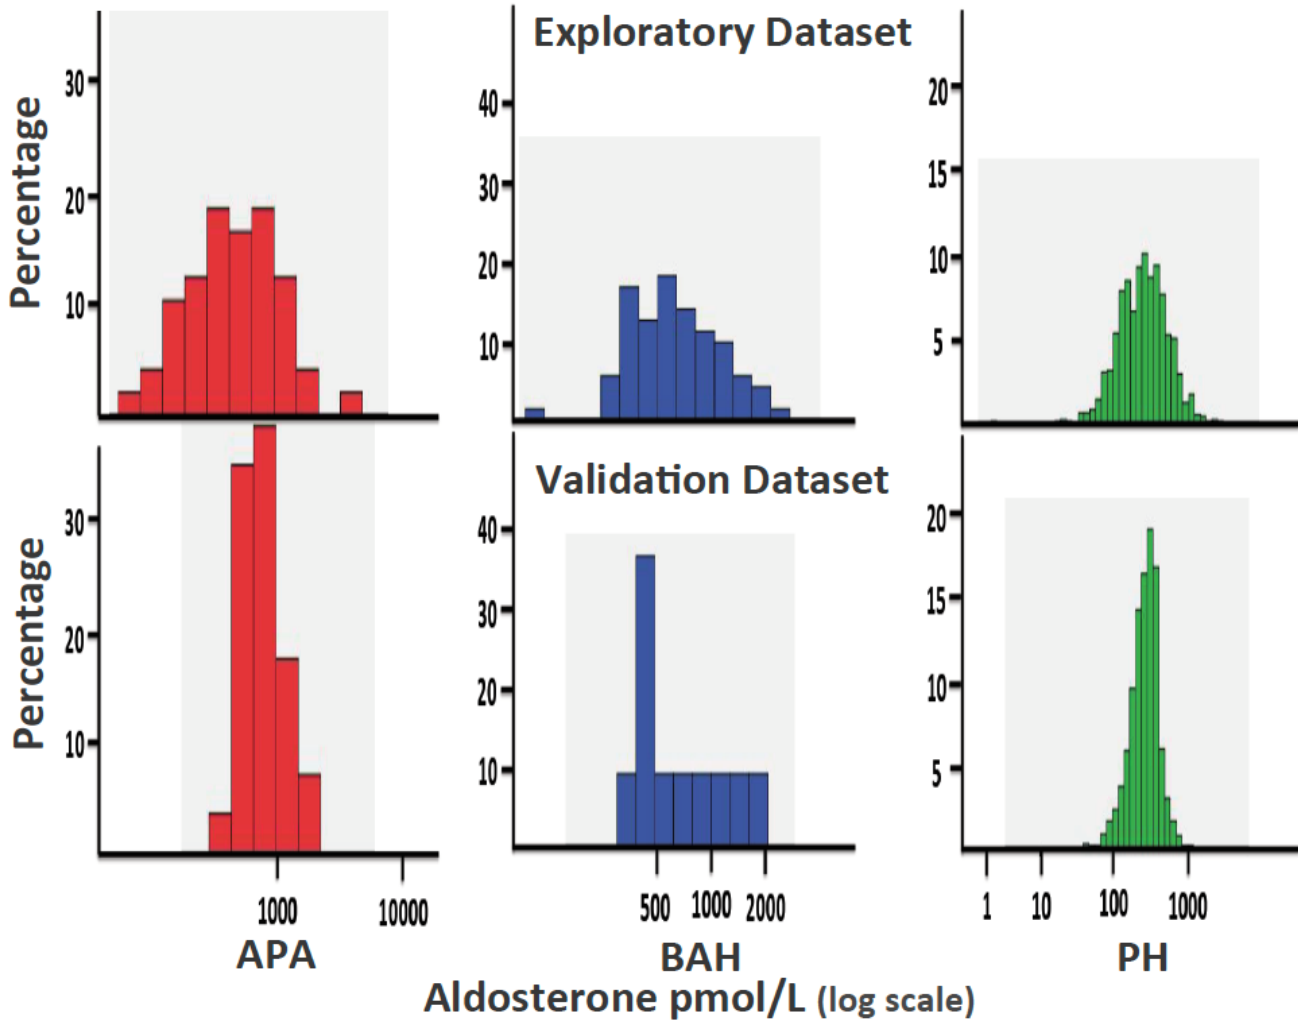 Exploratory Dataset
Percentage
30
20
10
40
30
20
10
20
15
10
5
Validation Dataset
Percentage
30
20
10
40
30
20
10
20
15
10
5
1000 10000
500 1000 2000
1 10 100 1000
APA BAH PH
Aldosterone pmol/L (log scale)